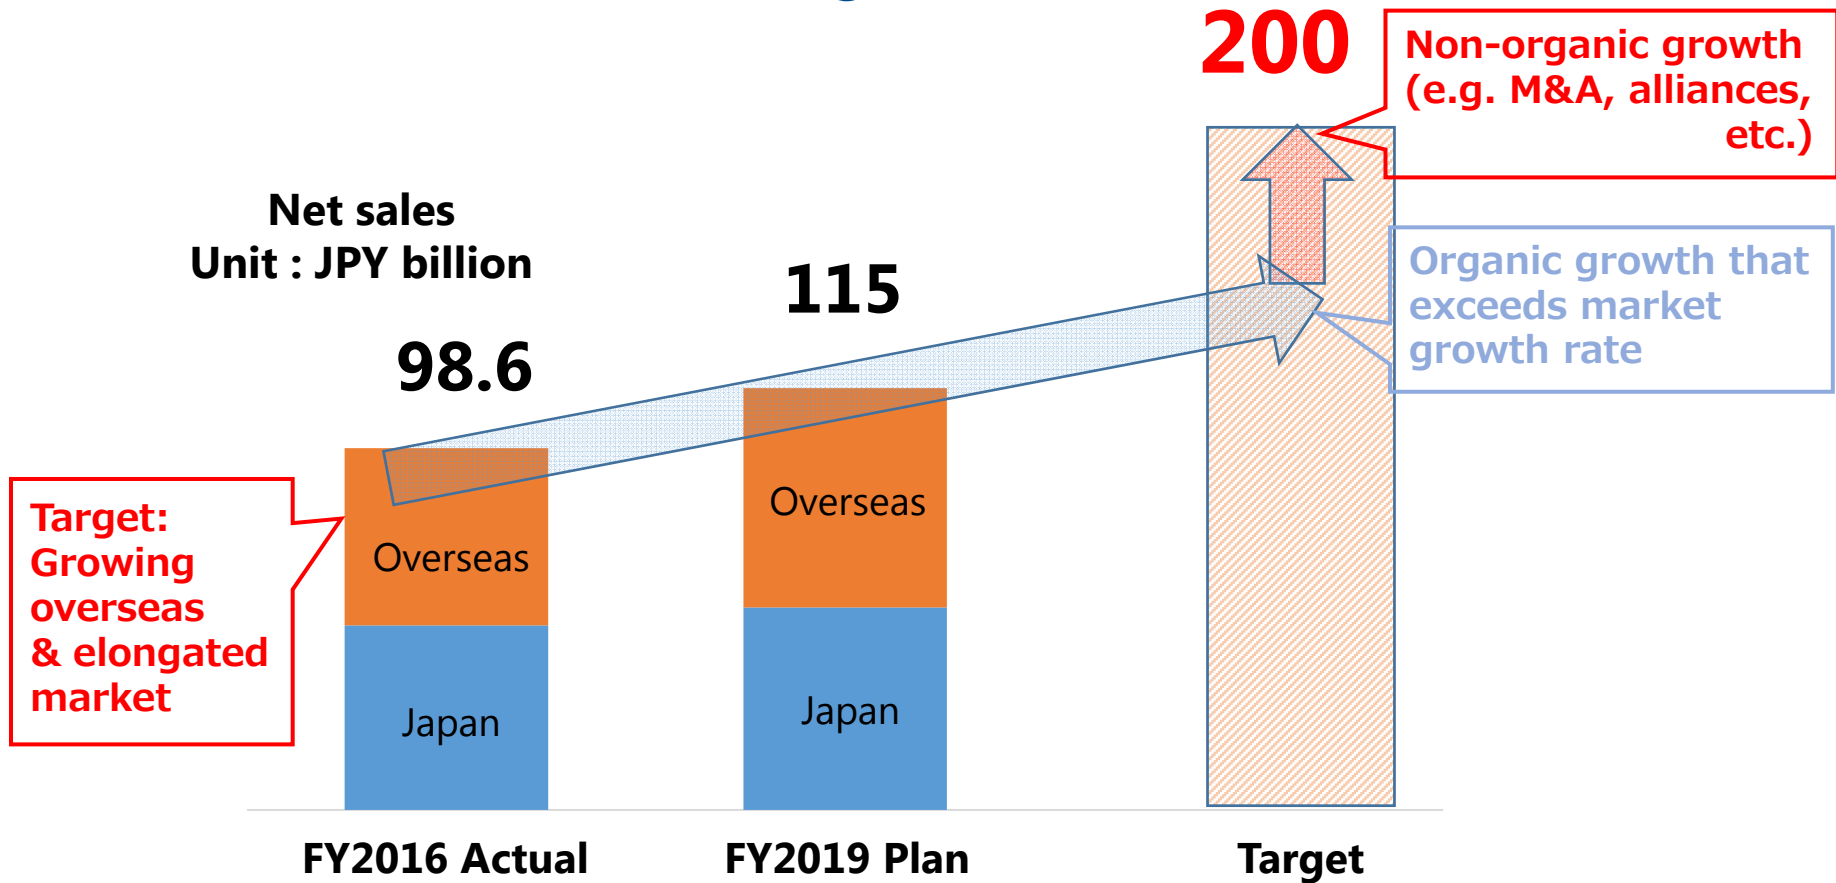 200
Non-organic growth
(e.g. M&A, alliances,
etc.)
Net sales
Unit : JPY billion
115
Organic growth that
exceeds market
growth rate
98.6
Target:
Growing
overseas
& elongated
market
Overseas
Overseas
Japan
Japan
FY2016 Actual
FY2019 Plan
Target